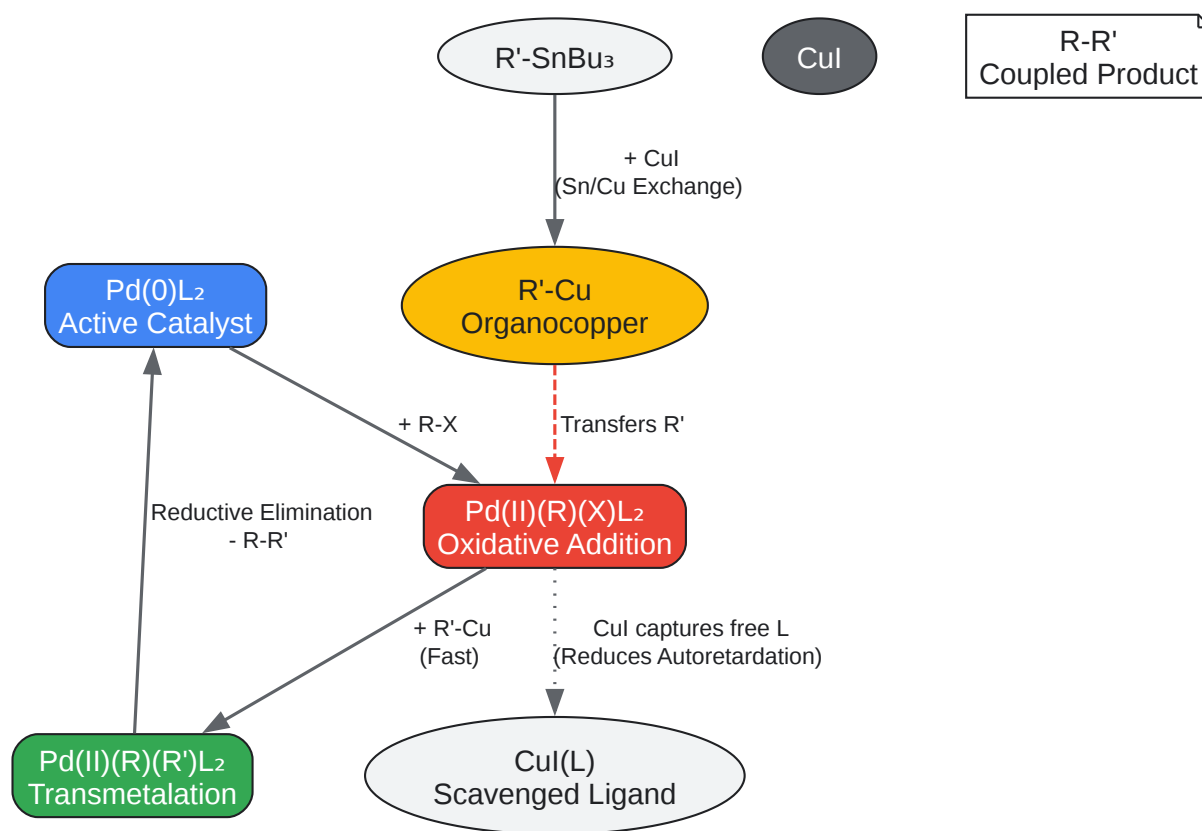 R'-SnBu₃
CuI
R-R'
Coupled Product
+ CuI
(Sn/Cu Exchange)
Pd(0)L₂
Active Catalyst
R'-Cu
Organocopper
+ R-X
Transfers R'
Reductive Elimination
- R-R'
Pd(II)(R)(X)L₂
Oxidative Addition
+ R'-Cu
(Fast)
CuI captures free L
(Reduces Autoretardation)
Pd(II)(R)(R')L₂
Transmetalation
CuI(L)
Scavenged Ligand